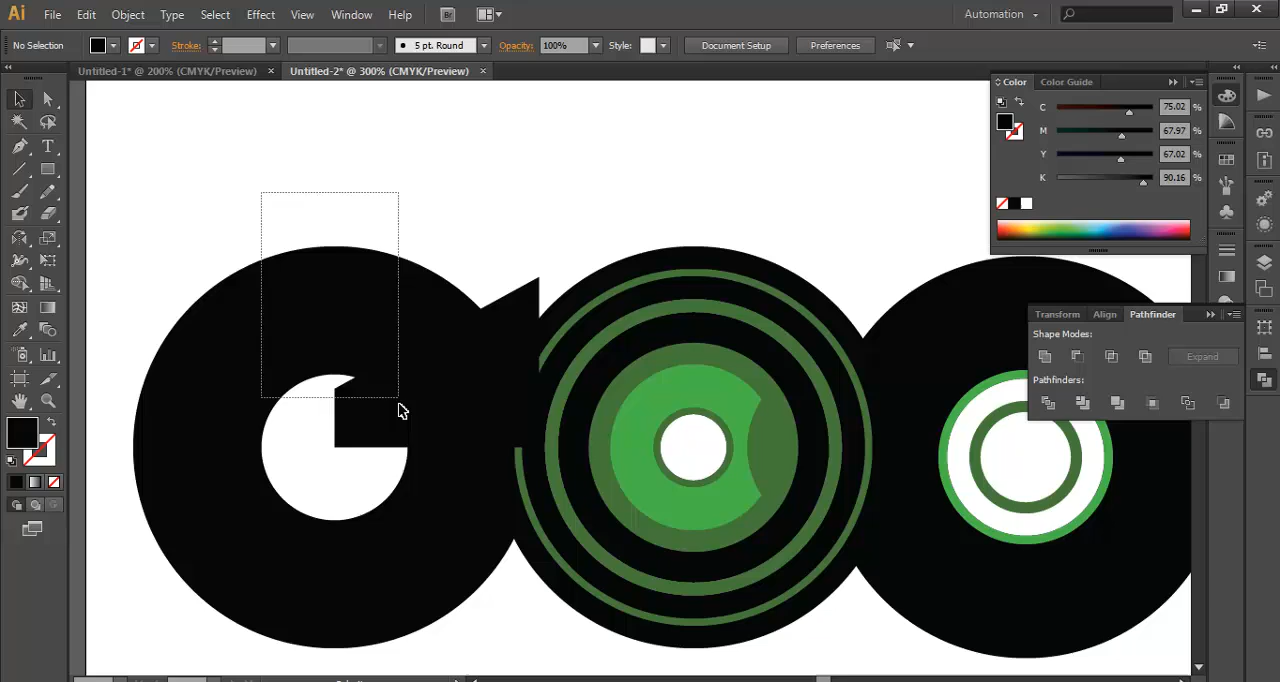 Ai File Edit Object Type Select Effect View Window Help Br Automation
No Selection Stroke: 5 pt. Round Opacity: 100% Style: Document Setup Preferences
Untitled-1* @ 200% (CMYK/Preview) × Untitled-2* @ 300% (CMYK/Preview) ×
Color Color Guide
C 75.02 %
M 67.97 %
Y 67.02 %
K 90.16 %
Transform Align Pathfinder
Shape Modes:
Expand
Pathfinders: